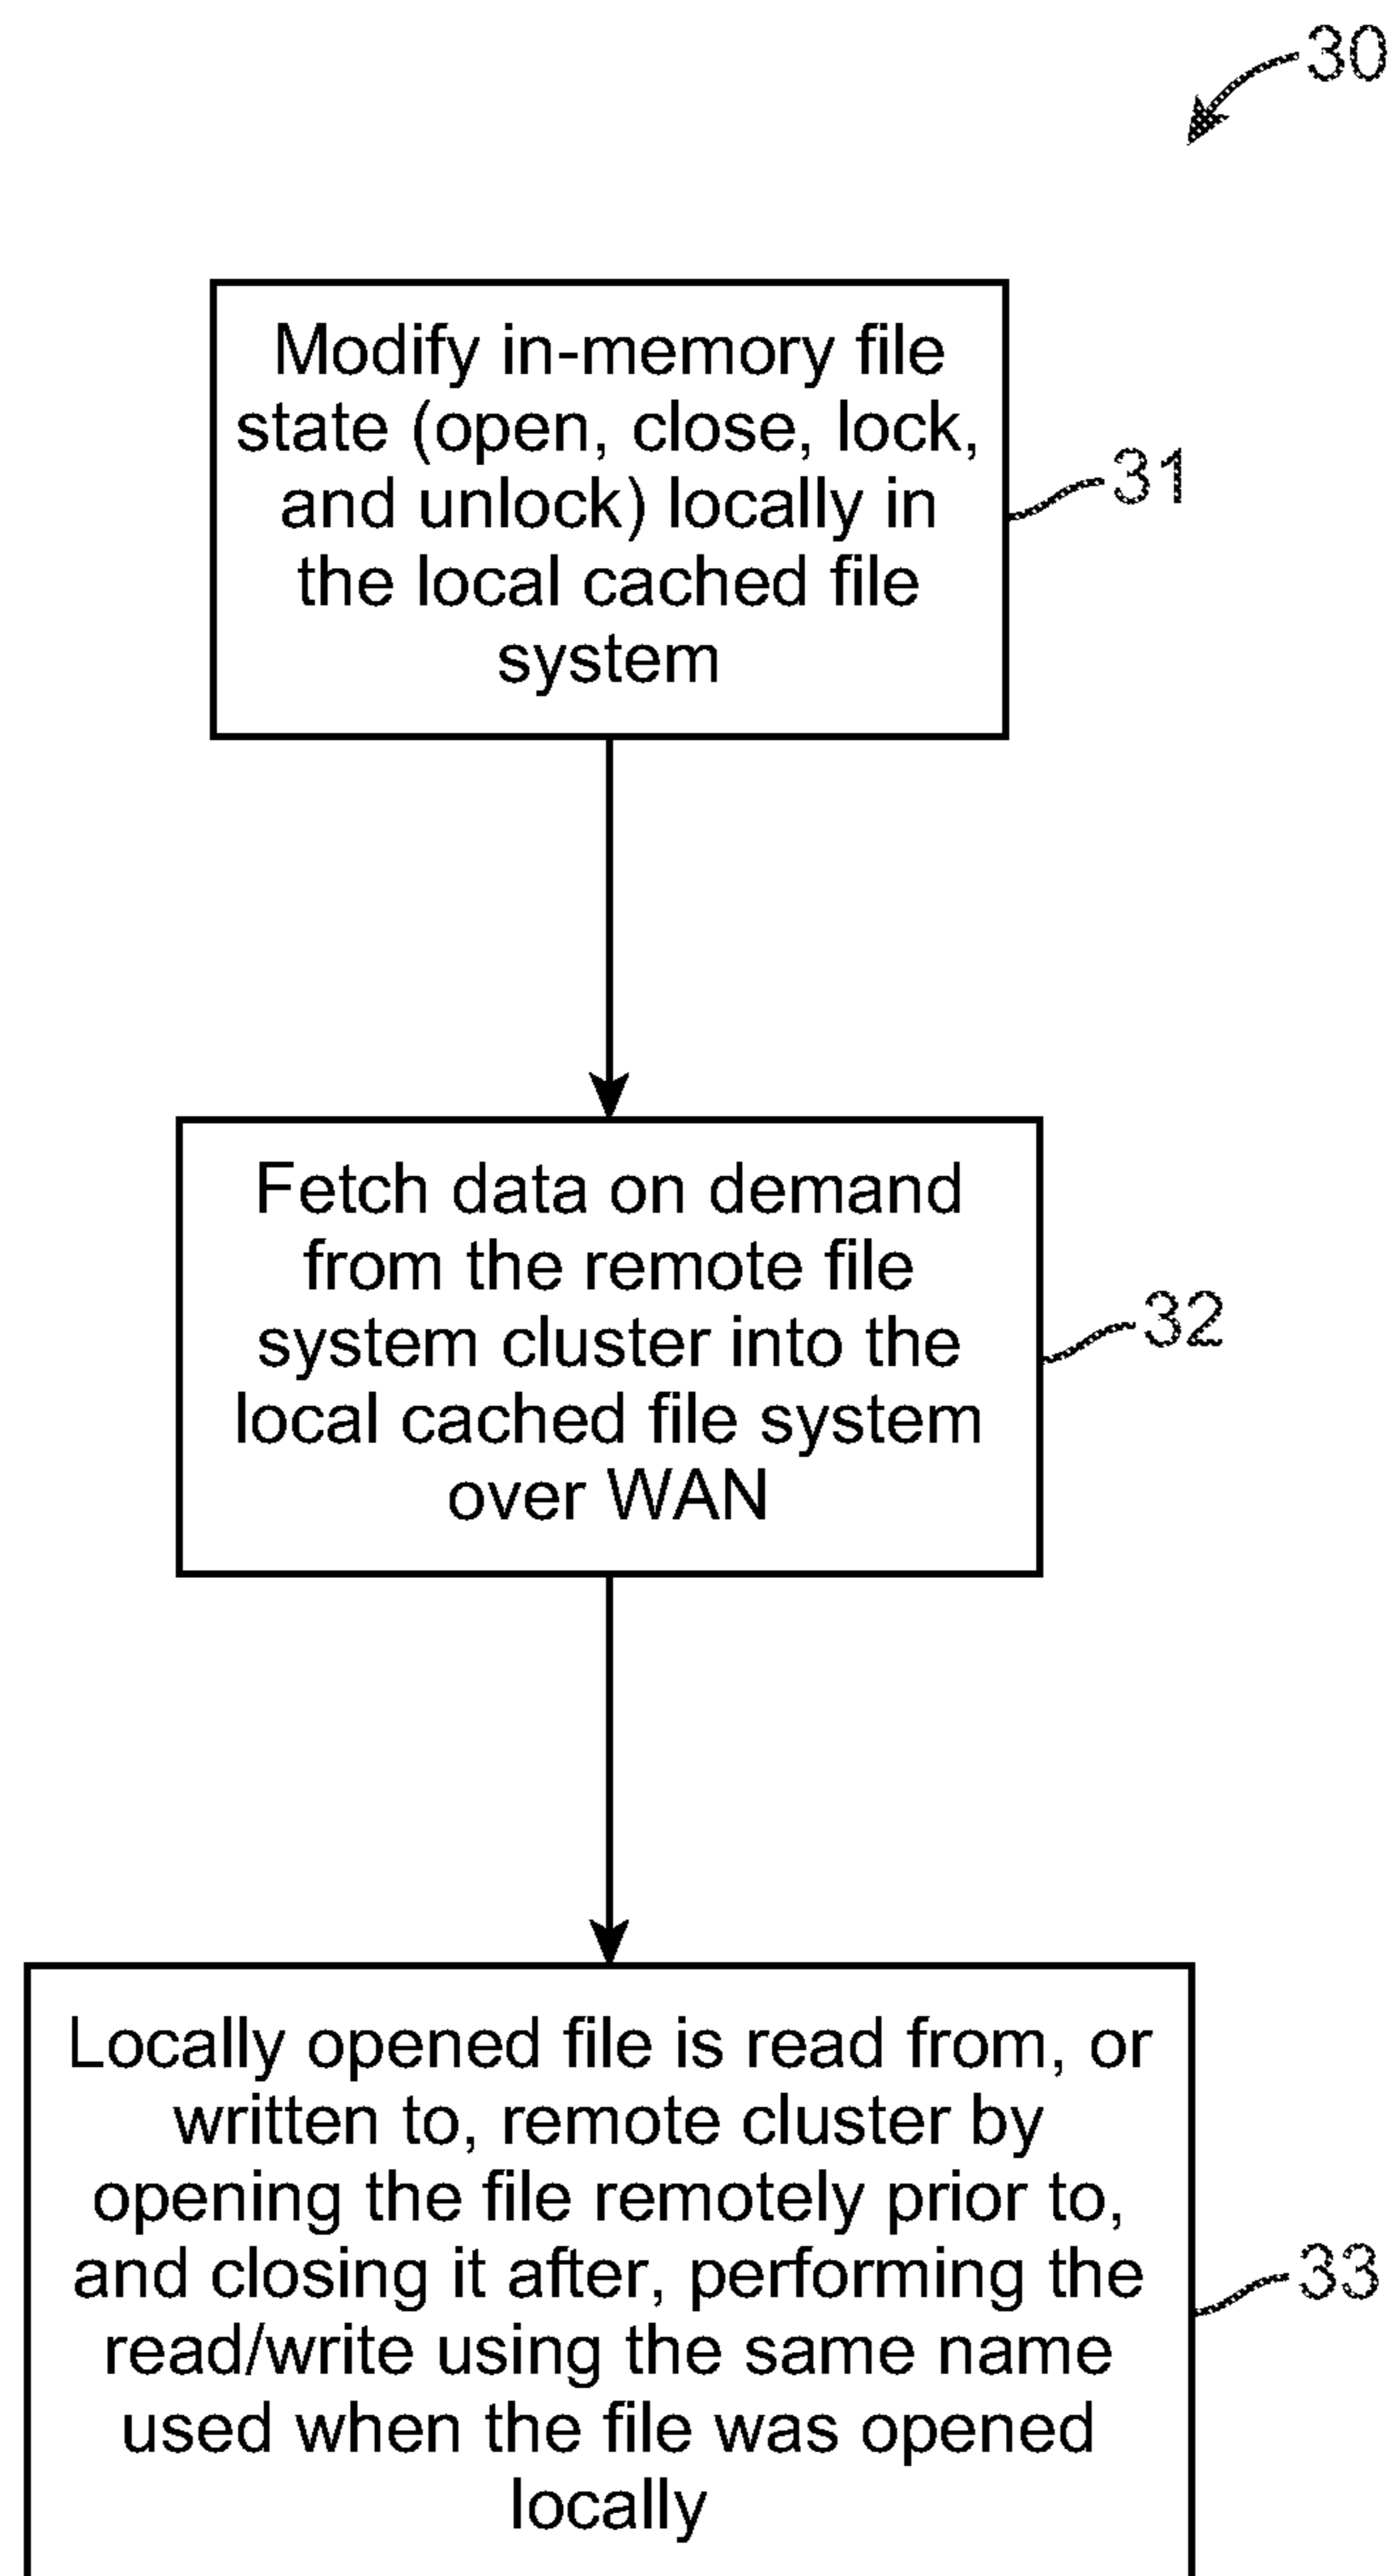 30
Modify in-memory file
state (open, close, lock,
and unlock) locally in
the local cached file
system
31
Fetch data on demand
from the remote file
system cluster into the
local cached file system
over WAN
32
Locally opened file is read from, or
written to, remote cluster by
opening the file remotely prior to,
and closing it after, performing the
read/write using the same name
used when the file was opened
locally
33